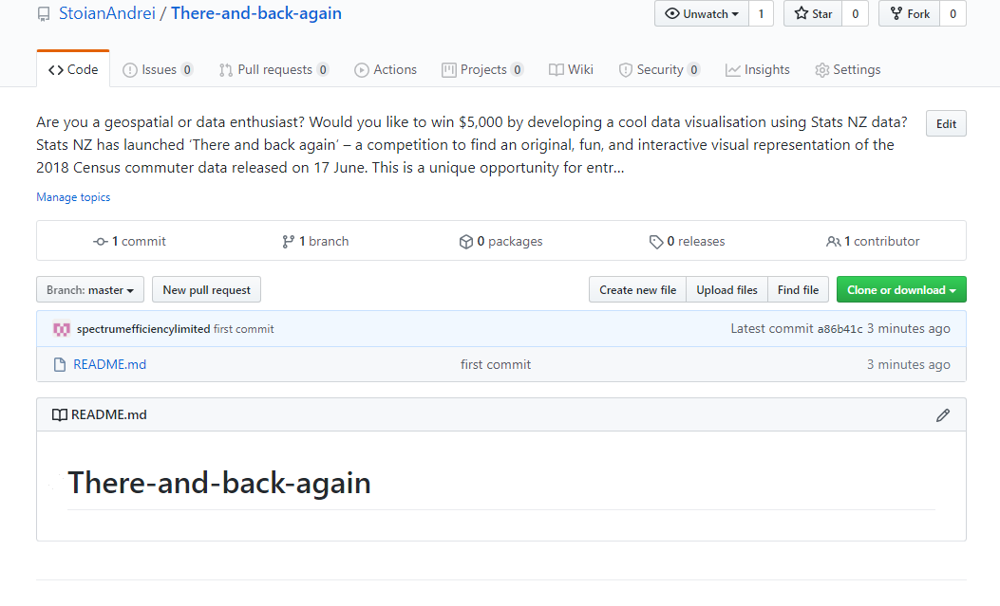 StoianAndrei / There-and-back-again Unwatch 1 Star 0 Fork 0
Code Issues 0 Pull requests 0 Actions Projects 0 Wiki Security 0 Insights Settings
Are you a geospatial or data enthusiast? Would you like to win $5,000 by developing a cool data visualisation using Stats NZ data? Edit
Stats NZ has launched ‘There and back again’ – a competition to find an original, fun, and interactive visual representation of the
2018 Census commuter data released on 17 June. This is a unique opportunity for entr...
Manage topics
1 commit 1 branch 0 packages 0 releases 1 contributor
Branch: master New pull request Create new file Upload files Find file Clone or download
spectrumefficiencylimited first commit Latest commit a86b41c 3 minutes ago
README.md first commit 3 minutes ago
README.md
There-and-back-again